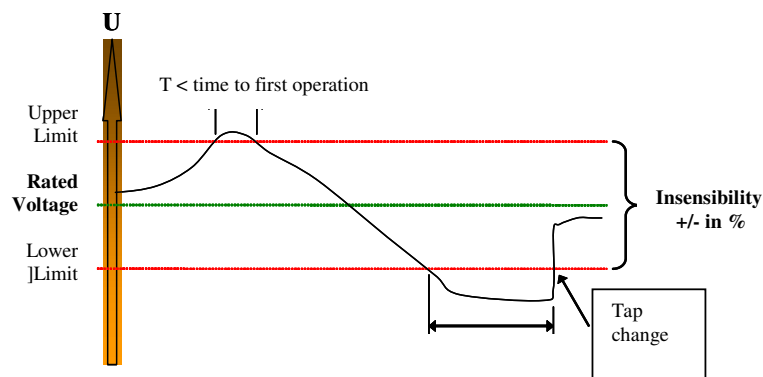 U
T < time to first operation
Upper
Limit
Rated
Voltage
Insensibility
+/- in %
Lower
]Limit
Tap
change